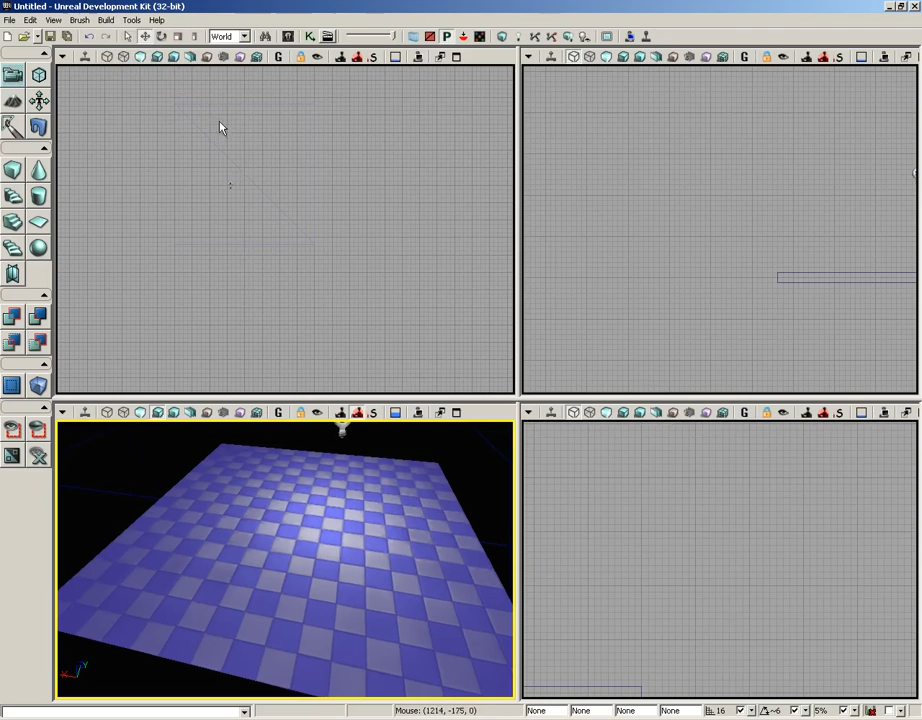 Untitled - Unreal Development Kit (32-bit)
File Edit View Brush Build Tools Help
World
P
G
S
G
S
G
S
G
S
X Y
Mouse: (1214, -175, 0)
None
None
None
None
16
~6
5%